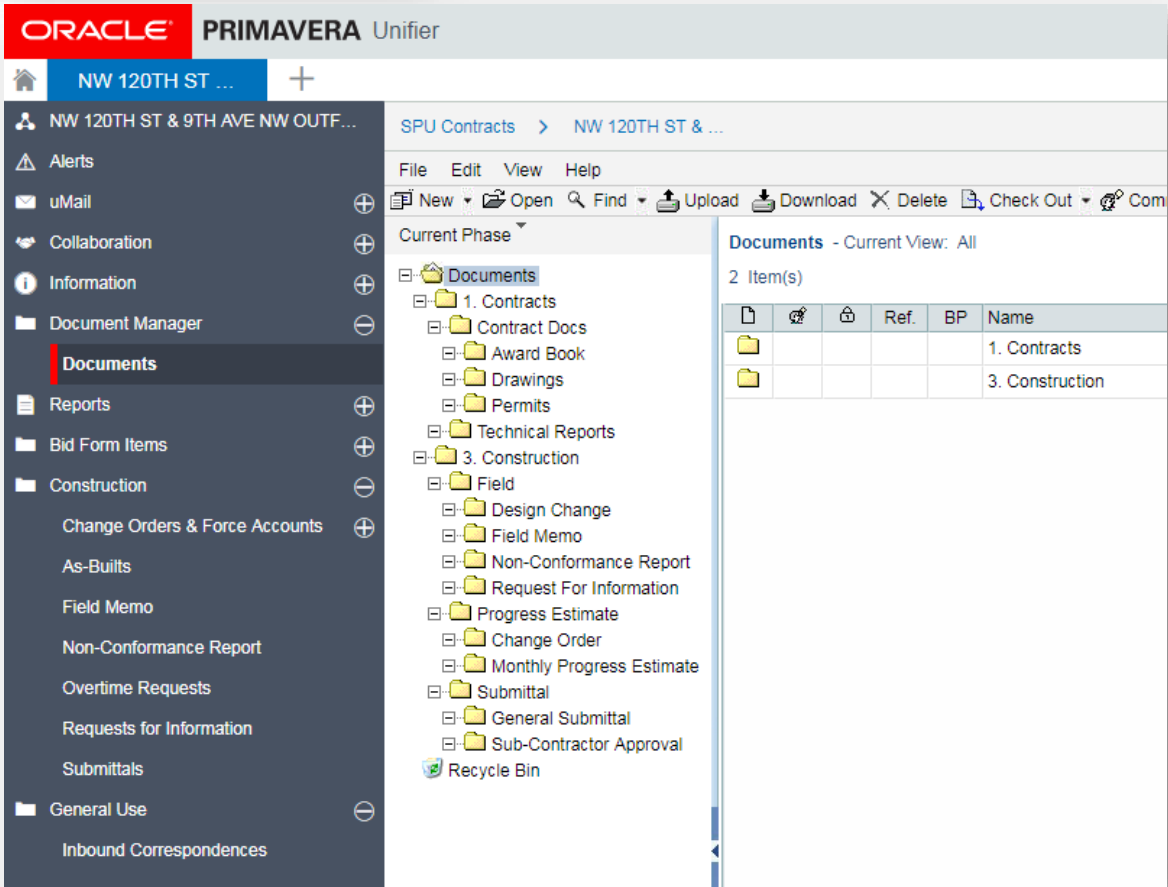 ORACLE® PRIMAVERA Unifier
NW 120TH ST ...
NW 120TH ST & 9TH AVE NW OUTF...
Alerts
uMail
Collaboration
Information
Document Manager
Documents
Reports
Bid Form Items
Construction
Change Orders & Force Accounts
As-Builts
Field Memo
Non-Conformance Report
Overtime Requests
Requests for Information
Submittals
General Use
Inbound Correspondences
SPU Contracts > NW 120TH ST & ...
File Edit View Help
New Open Find Upload Download Delete Check Out Com
Current Phase
Documents
1. Contracts
Contract Docs
Award Book
Drawings
Permits
Technical Reports
3. Construction
Field
Design Change
Field Memo
Non-Conformance Report
Request For Information
Progress Estimate
Change Order
Monthly Progress Estimate
Submittal
General Submittal
Sub-Contractor Approval
Recycle Bin
Documents - Current View: All
2 Item(s)
Ref. BP Name
1. Contracts
3. Construction